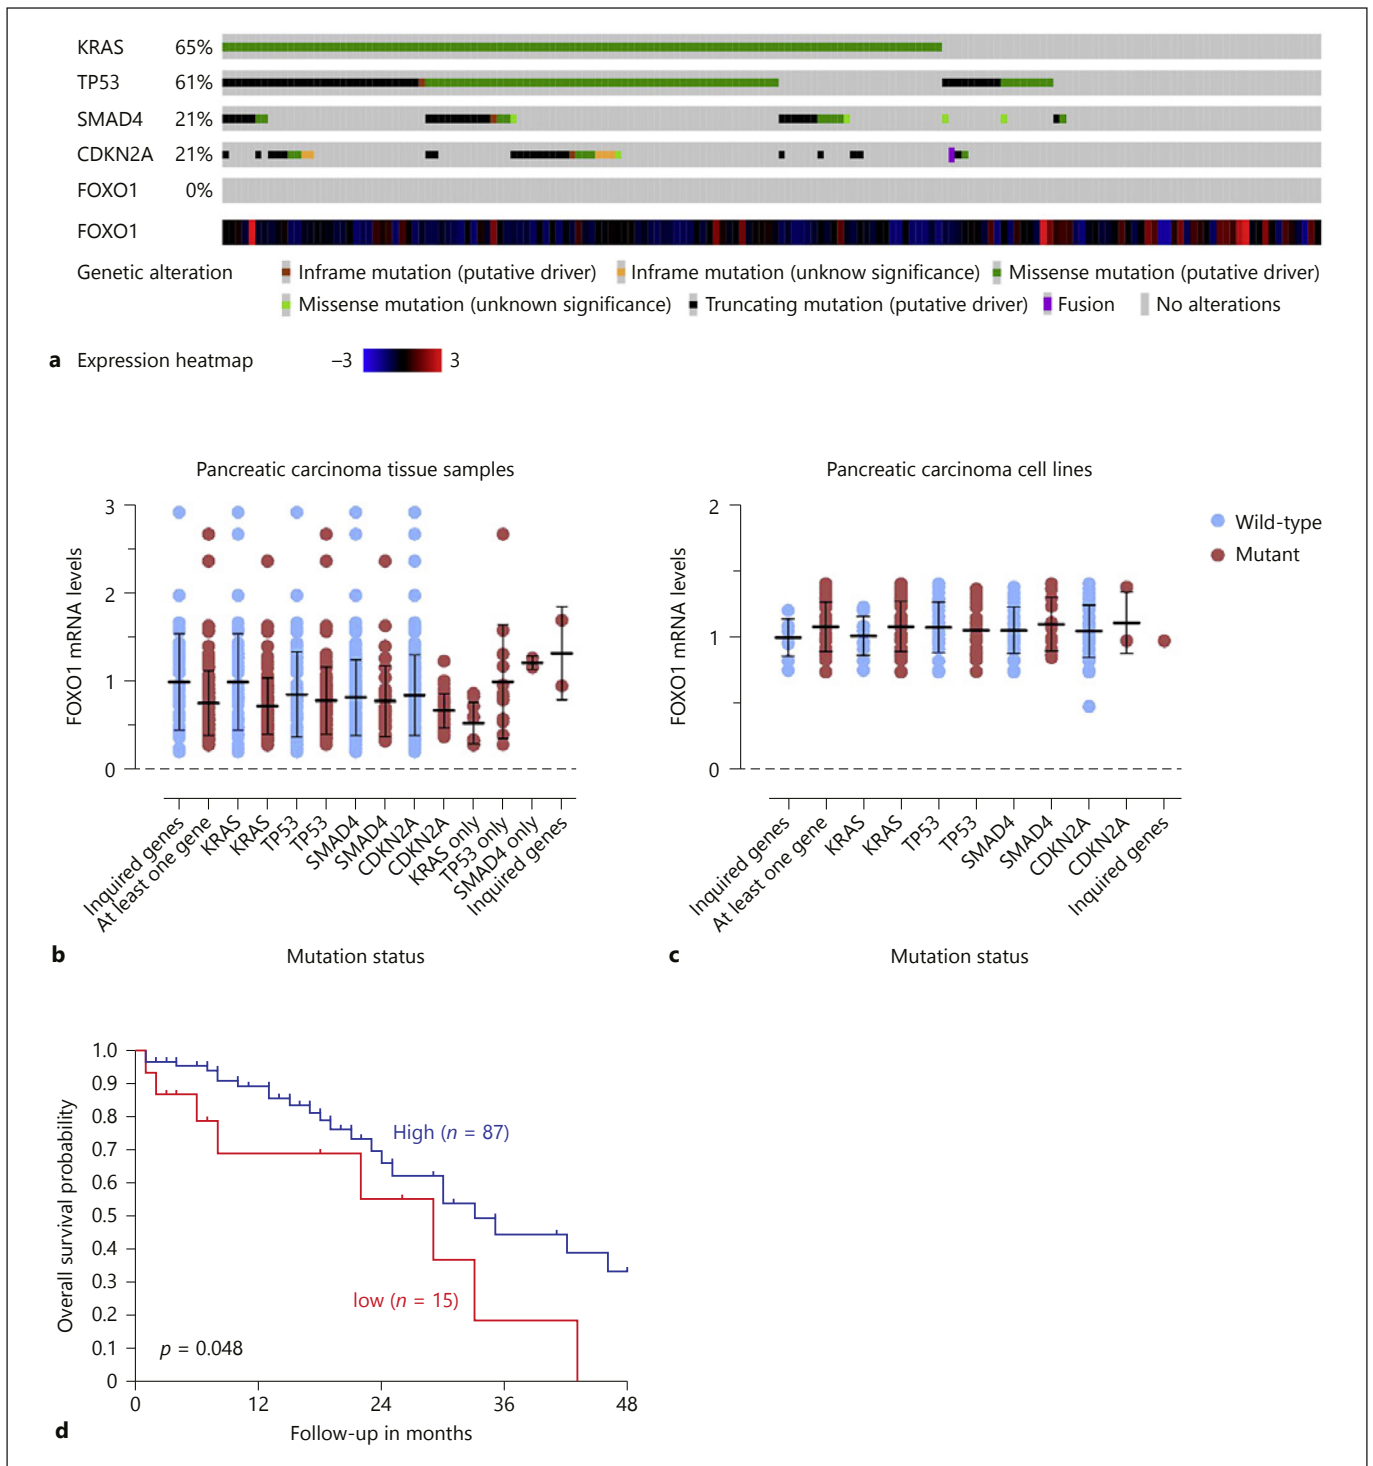 KRAS 65%
TP53 61%
SMAD4 21%
CDKN2A 21%
FOXO1 0%
FOXO1
Genetic alteration Inframe mutation (putative driver) Inframe mutation (unknow significance) Missense mutation (putative driver)
Missense mutation (unknown significance) Truncating mutation (putative driver) Fusion No alterations
a Expression heatmap –3 3
Pancreatic carcinoma tissue samples
3
2
1
0
FOXO1 mRNA levels
Inquired genes
At least one gene
KRAS
KRAS
TP53
TP53
SMAD4
SMAD4
CDKN2A
CDKN2A
KRAS only
TP53 only
SMAD4 only
Inquired genes
b Mutation status
Pancreatic carcinoma cell lines
2
1
0
FOXO1 mRNA levels
Wild-type
Mutant
Inquired genes
At least one gene
KRAS
KRAS
TP53
TP53
SMAD4
SMAD4
CDKN2A
CDKN2A
Inquired genes
c Mutation status
1.0
0.9
0.8
0.7
0.6
0.5
0.4
0.3
0.2
0.1
0
Overall survival probability
High (n = 87)
low (n = 15)
p = 0.048
0 12 24 36 48
Follow-up in months
d